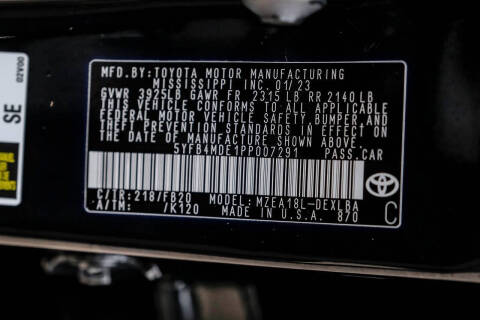 MFD.BY:TOYOTA MOTOR MANUFACTURING
MISSISSIPPI INC. 01/23
GVWR 3925LB GAWR FR 2315 LB RR 2140 LB
THIS VEHICLE CONFORMS TO ALL APPLICABLE
FEDERAL MOTOR VEHICLE SAFETY,BUMPER,AND
THEFT PREVENTION STANDARDS IN EFFECT ON
THE DATE OF MANUFACTURE SHOWN ABOVE.
5YFB4MDE1PP007291 PASS.CAR
C/TR:218/FB20 MODEL:MZEA18L-DEXLBA
A/TM: /K120 MADE IN U.S.A. 870
TOYOTA
C
02V00
SE